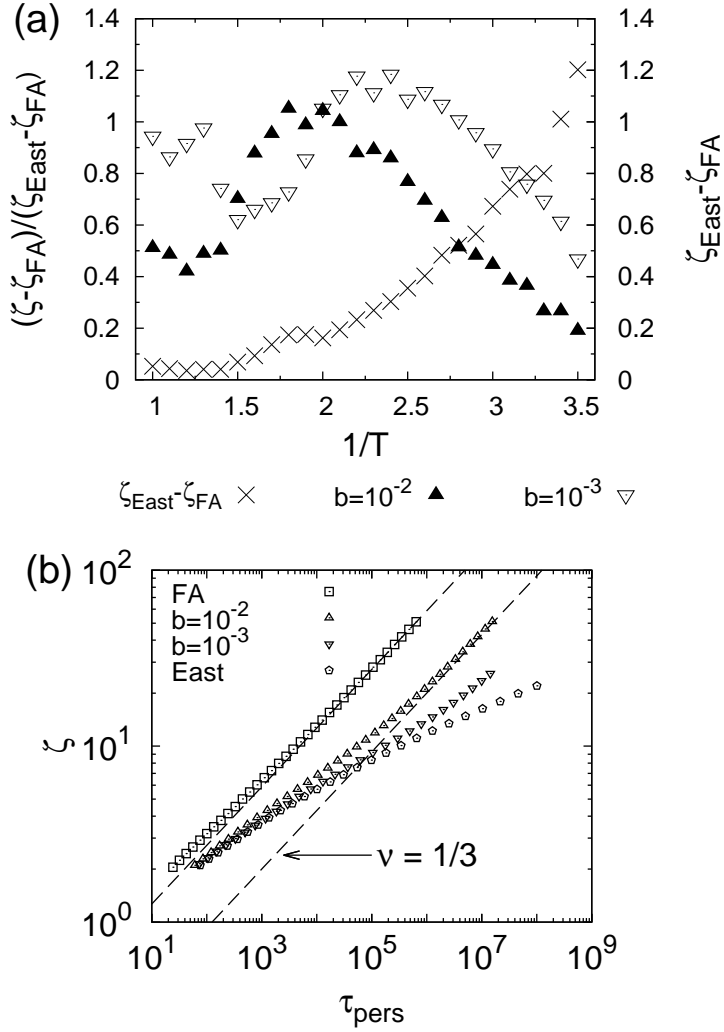 (a)
1.4 1.2 1 0.8 0.6 0.4 0.2 0
(ζ-ζFA)/(ζEast-ζFA)
1.4 1.2 1 0.8 0.6 0.4 0.2 0
ζEast-ζFA
1 1.5 2 2.5 3 3.5
1/T
ζEast-ζFA b=10-2 b=10-3
(b)
FA
b=10-2
b=10-3
East
102
101
100
ζ
ν = 1/3
101 103 105 107 109
τpers